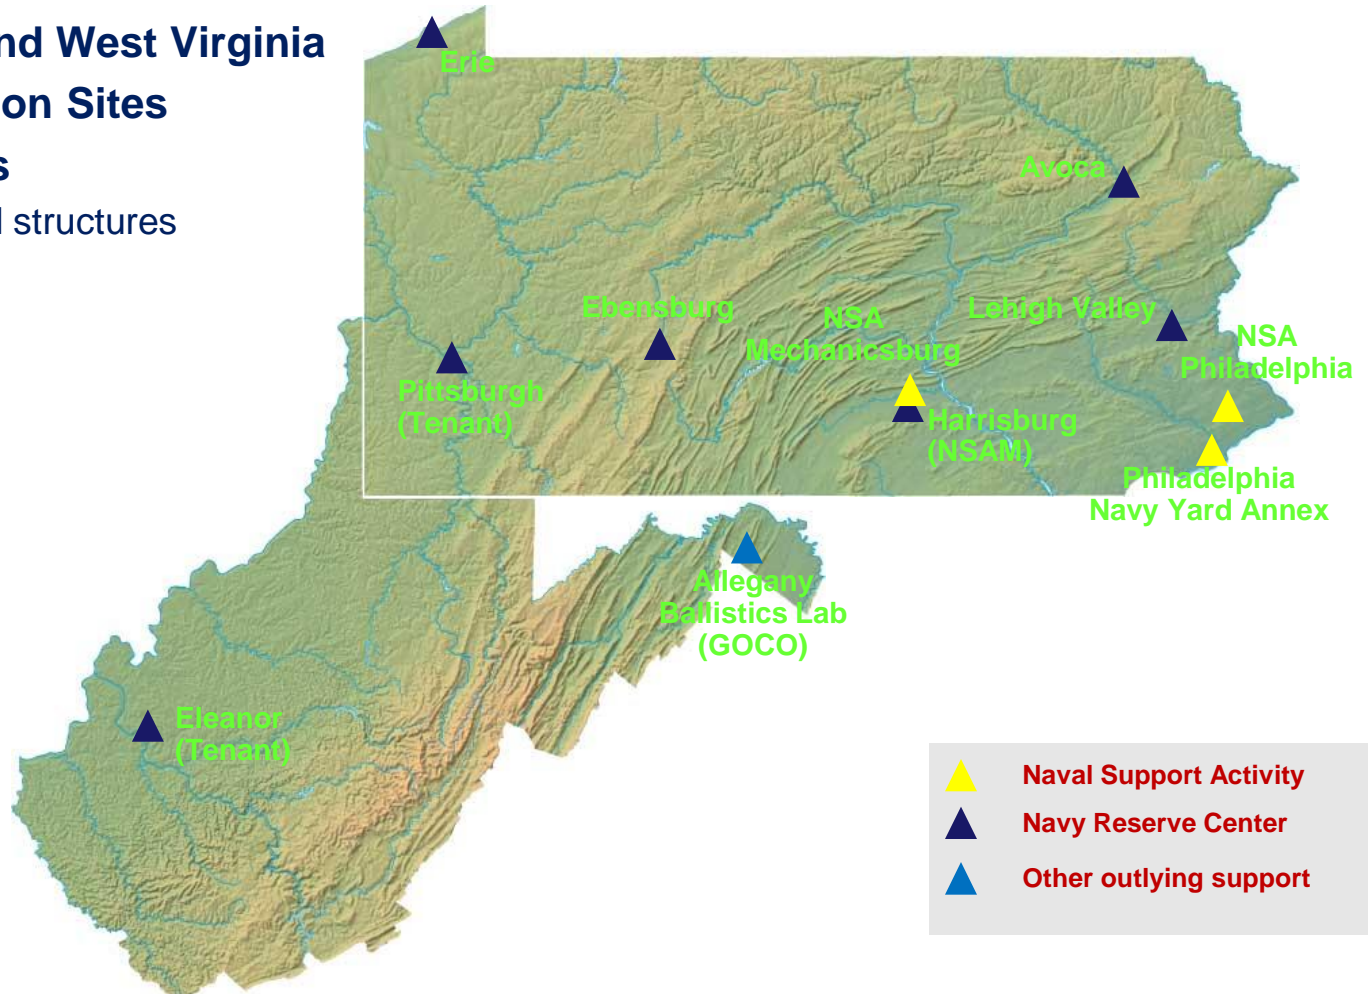 nd West Virginia
on Sites
s
structures
Erie
Avoca
Ebensburg
NSA
Mechanicsburg
Lehigh Valley
NSA
Philadelphia
Pittsburgh
(Tenant)
Harrisburg
(NSAM)
Philadelphia
Navy Yard Annex
Allegany
Ballistics Lab
(GOCO)
Eleanor
(Tenant)
Naval Support Activity
Navy Reserve Center
Other outlying support